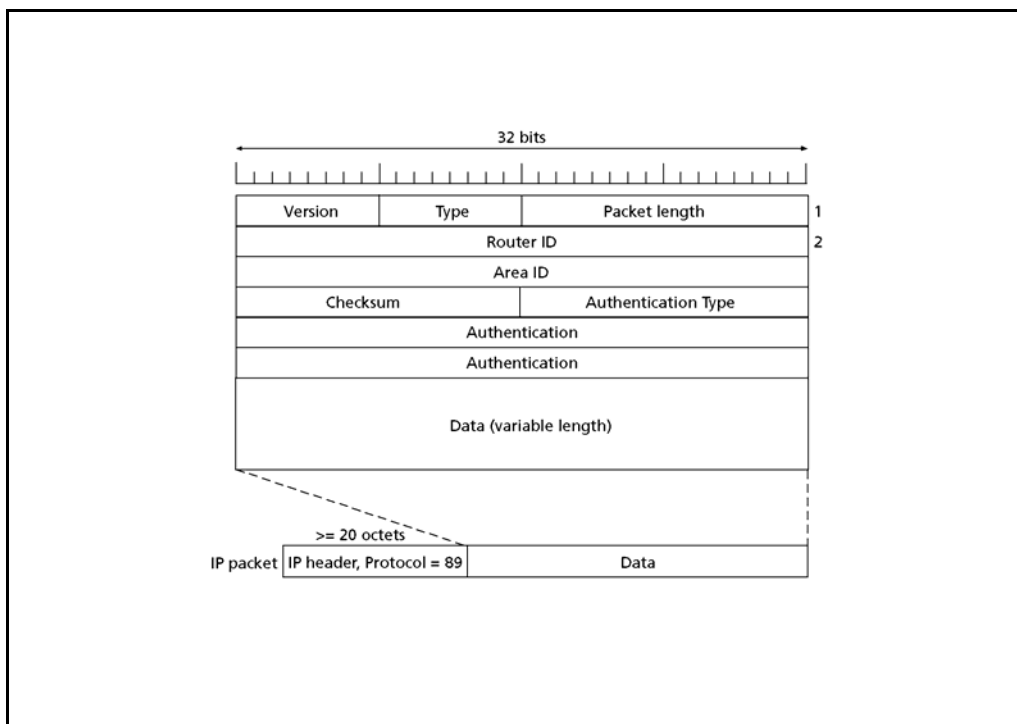 32 bits
Version Type Packet length 1
Router ID 2
Area ID
Checksum Authentication Type
Authentication
Authentication
Data (variable length)
>= 20 octets
IP packet IP header, Protocol = 89 Data